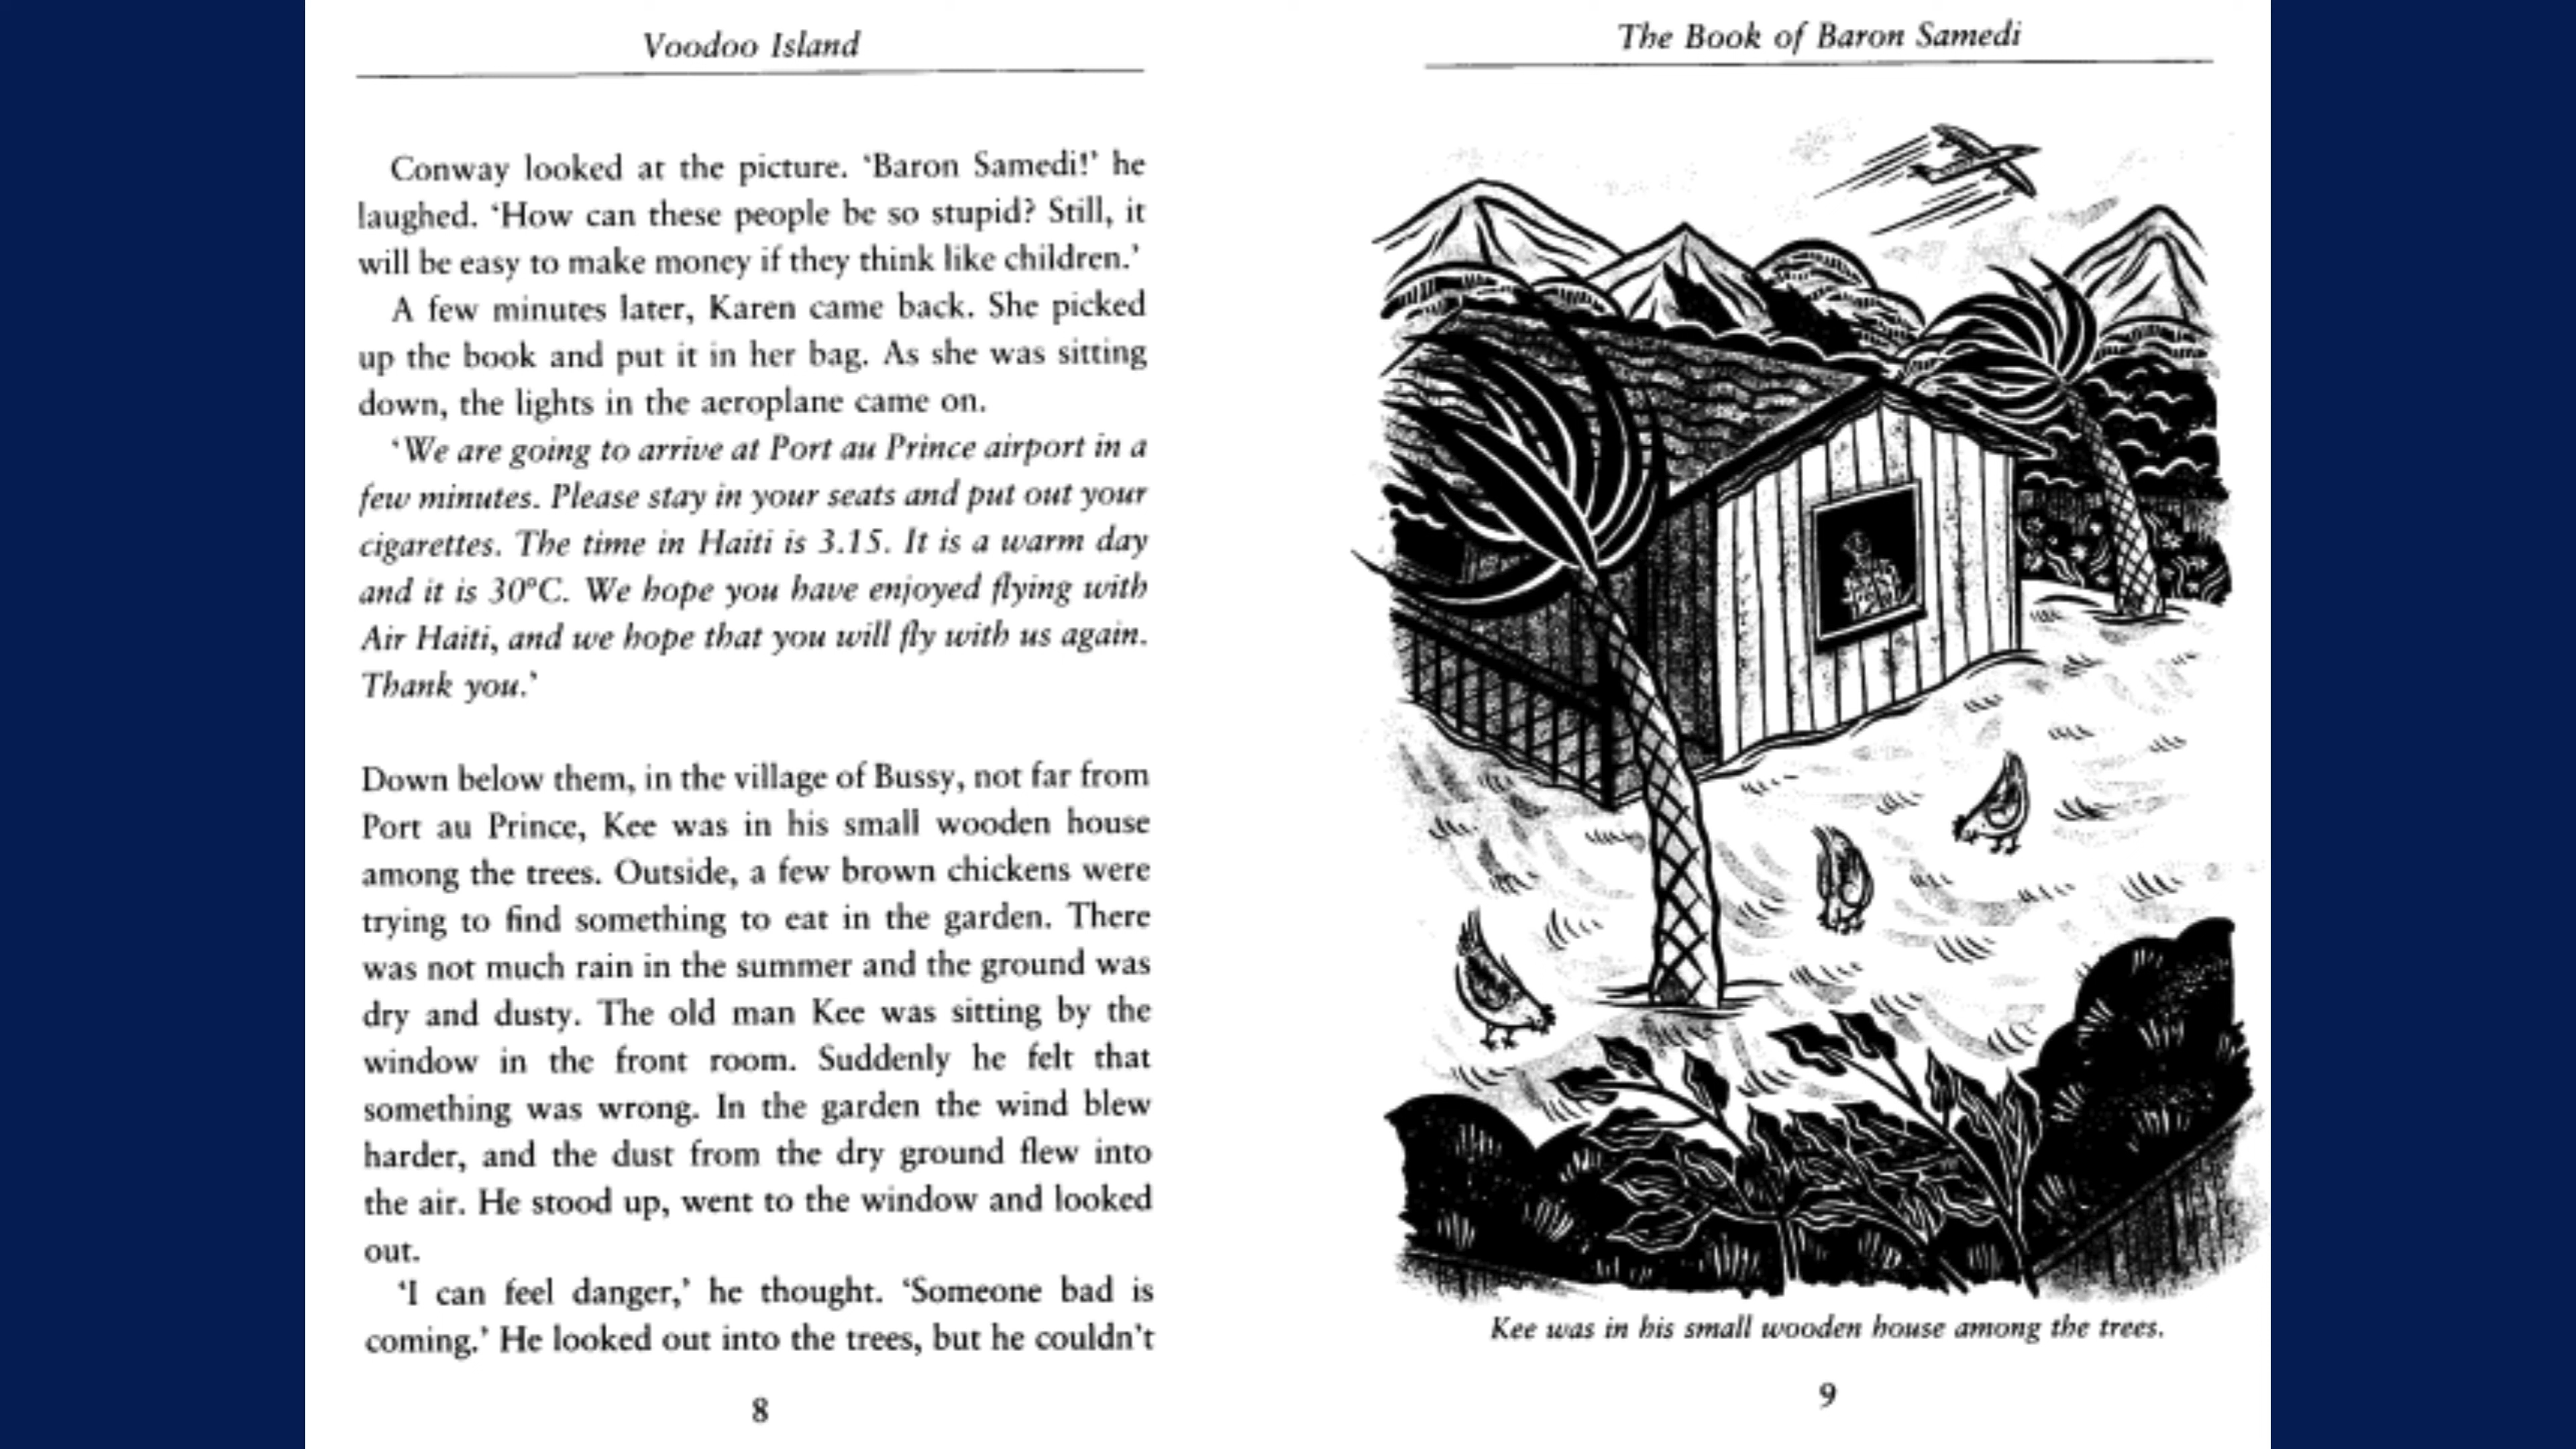 Voodoo Island
Conway looked at the picture. ‘Baron Samedi!’ he
laughed. ‘How can these people be so stupid? Still, it
will be easy to make money if they think like children.’
A few minutes later, Karen came back. She picked
up the book and put it in her bag. As she was sitting
down, the lights in the aeroplane came on.
‘We are going to arrive at Port au Prince airport in a
few minutes. Please stay in your seats and put out your
cigarettes. The time in Haiti is 3.15. It is a warm day
and it is 30°C. We hope you have enjoyed flying with
Air Haiti, and we hope that you will fly with us again.
Thank you.’
Down below them, in the village of Bussy, not far from
Port au Prince, Kee was in his small wooden house
among the trees. Outside, a few brown chickens were
trying to find something to eat in the garden. There
was not much rain in the summer and the ground was
dry and dusty. The old man Kee was sitting by the
window in the front room. Suddenly he felt that
something was wrong. In the garden the wind blew
harder, and the dust from the dry ground flew into
the air. He stood up, went to the window and looked
out.
‘I can feel danger,’ he thought. ‘Someone bad is
coming.’ He looked out into the trees, but he couldn’t
8
The Book of Baron Samedi
Kee was in his small wooden house among the trees.
9